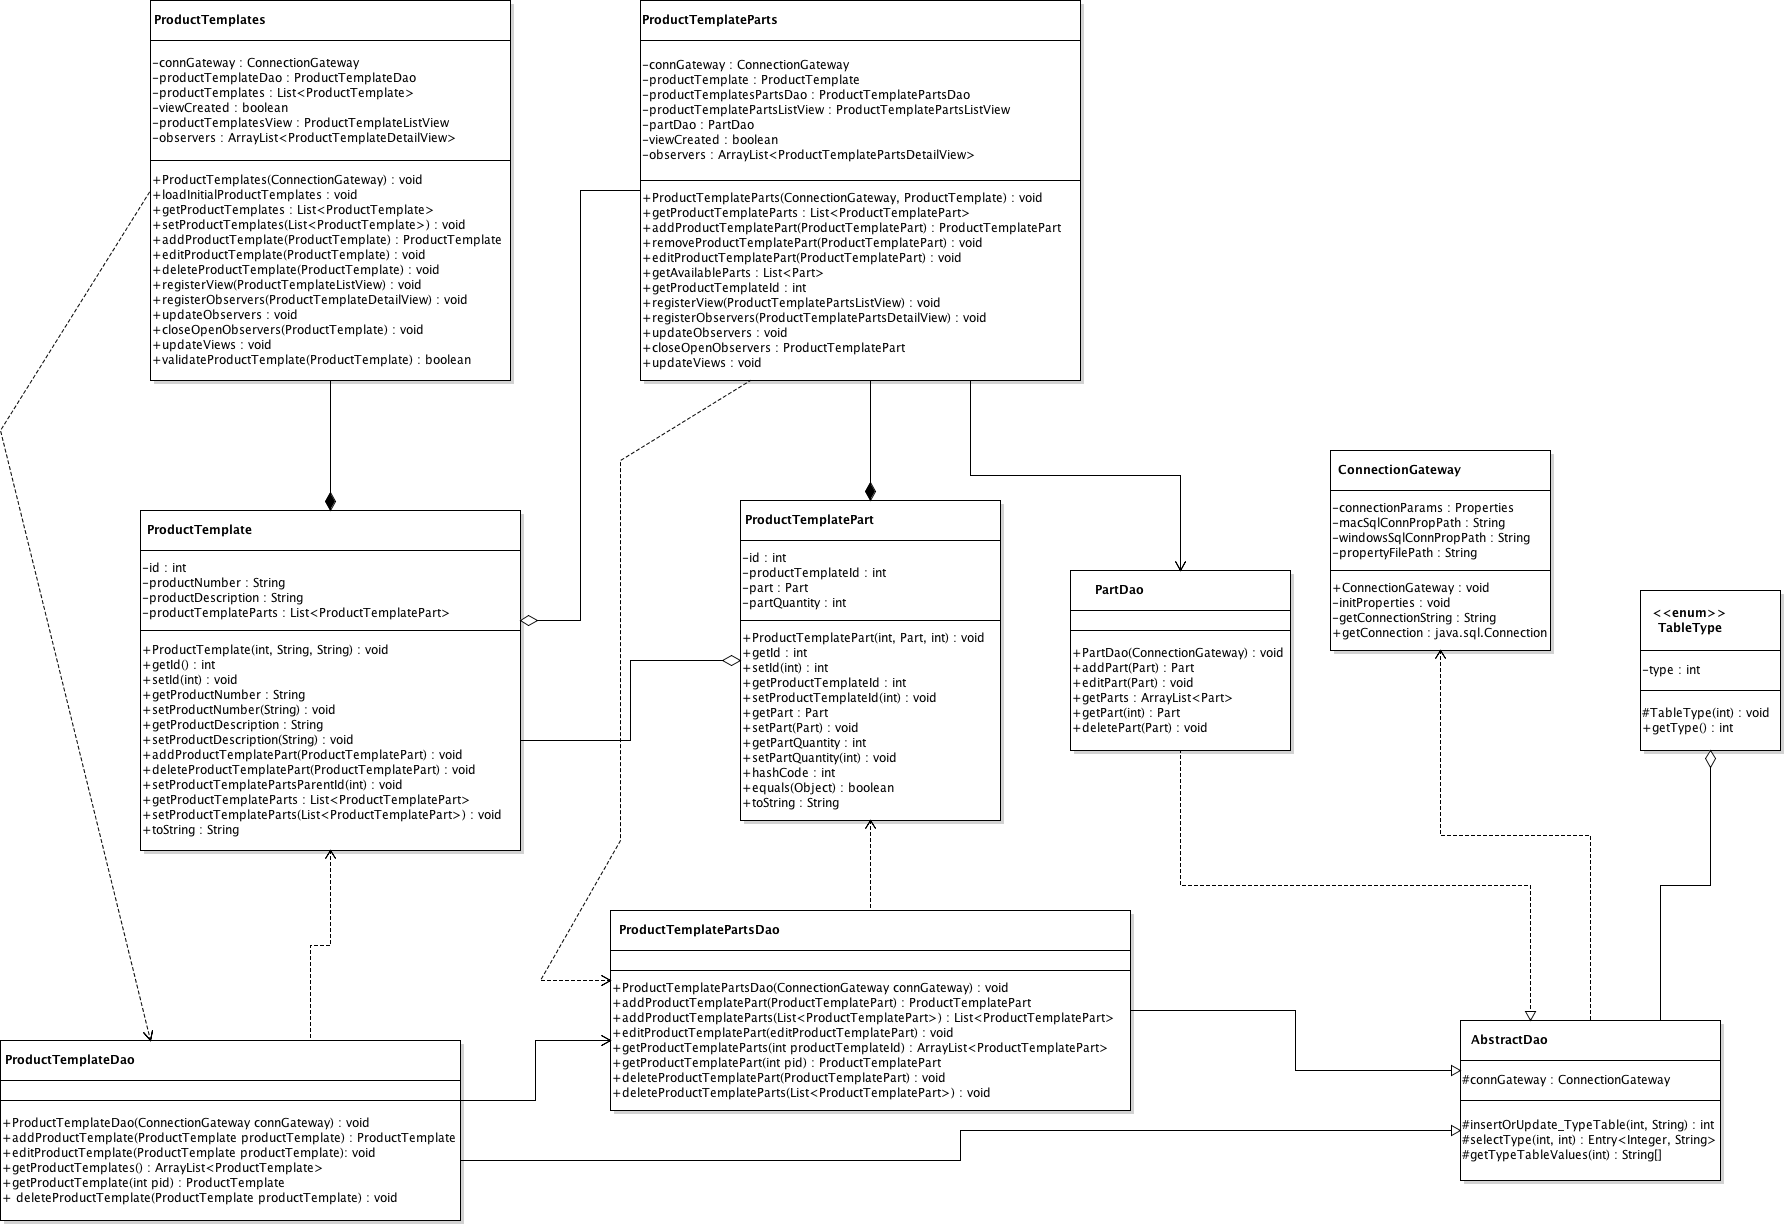 ProductTemplates
-connGateway : ConnectionGateway
-productTemplateDao : ProductTemplateDao
-productTemplates : List<ProductTemplate>
-viewCreated : boolean
-productTemplatesView : ProductTemplateListView
-observers : ArrayList<ProductTemplateDetailView>
+ProductTemplates(ConnectionGateway) : void
+loadInitialProductTemplates : void
+getProductTemplates : List<ProductTemplate>
+setProductTemplates(List<ProductTemplate>) : void
+addProductTemplate(ProductTemplate) : ProductTemplate
+editProductTemplate(ProductTemplate) : void
+deleteProductTemplate(ProductTemplate) : void
+registerView(ProductTemplateListView) : void
+registerObservers(ProductTemplateDetailView) : void
+updateObservers : void
+closeOpenObservers(ProductTemplate) : void
+updateViews : void
+validateProductTemplate(ProductTemplate) : boolean
ProductTemplateParts
-connGateway : ConnectionGateway
-productTemplate : ProductTemplate
-productTemplatesPartsDao : ProductTemplatePartsDao
-productTemplatePartsListView : ProductTemplatePartsListView
-partDao : PartDao
-viewCreated : boolean
-observers : ArrayList<ProductTemplatePartsDetailView>
+ProductTemplateParts(ConnectionGateway, ProductTemplate) : void
+getProductTemplateParts : List<ProductTemplatePart>
+addProductTemplatePart(ProductTemplatePart) : ProductTemplatePart
+removeProductTemplatePart(ProductTemplatePart) : void
+editProductTemplatePart(ProductTemplatePart) : void
+getAvailableParts : List<Part>
+getProductTemplateId : int
+registerView(ProductTemplatePartsListView) : void
+registerObservers(ProductTemplatePartsDetailView) : void
+updateObservers : void
+closeOpenObservers : ProductTemplatePart
+updateViews : void
ProductTemplate
-id : int
-productNumber : String
-productDescription : String
-productTemplateParts : List<ProductTemplatePart>
+ProductTemplate(int, String, String) : void
+getId() : int
+setId(int) : void
+getProductNumber : String
+setProductNumber(String) : void
+getProductDescription : String
+setProductDescription(String) : void
+addProductTemplatePart(ProductTemplatePart) : void
+deleteProductTemplatePart(ProductTemplatePart) : void
+setProductTemplatePartsParentId(int) : void
+getProductTemplateParts : List<ProductTemplatePart>
+setProductTemplateParts(List<ProductTemplatePart>) : void
+toString : String
ProductTemplatePart
-id : int
-productTemplateId : int
-part : Part
-partQuantity : int
+ProductTemplatePart(int, Part, int) : void
+getId : int
+setId(int) : int
+getProductTemplateId : int
+setProductTemplateId(int) : void
+getPart : Part
+setPart(Part) : void
+getPartQuantity : int
+setPartQuantity(int) : void
+hashCode : int
+equals(Object) : boolean
+toString : String
PartDao
+PartDao(ConnectionGateway) : void
+addPart(Part) : Part
+editPart(Part) : void
+getParts : ArrayList<Part>
+getPart(int) : Part
+deletePart(Part) : void
ConnectionGateway
-connectionParams : Properties
-macSqlConnPropPath : String
-windowsSqlConnPropPath : String
-propertyFilePath : String
+ConnectionGateway : void
-initProperties : void
-getConnectionString : String
+getConnection : java.sql.Connection
<<enum>>
TableType
-type : int
#TableType(int) : void
+getType() : int
ProductTemplatePartsDao
+ProductTemplatePartsDao(ConnectionGateway connGateway) : void
+addProductTemplatePart(ProductTemplatePart) : ProductTemplatePart
+addProductTemplateParts(List<ProductTemplatePart>) : List<ProductTemplatePart>
+editProductTemplatePart(editProductTemplatePart) : void
+getProductTemplateParts(int productTemplateId) : ArrayList<ProductTemplatePart>
+getProductTemplatePart(int pid) : ProductTemplatePart
+deleteProductTemplatePart(ProductTemplatePart) : void
+deleteProductTemplateParts(List<ProductTemplatePart>) : void
ProductTemplateDao
+ProductTemplateDao(ConnectionGateway connGateway) : void
+addProductTemplate(ProductTemplate productTemplate) : ProductTemplate
+editProductTemplate(ProductTemplate productTemplate): void
+getProductTemplates() : ArrayList<ProductTemplate>
+getProductTemplate(int pid) : ProductTemplate
+ deleteProductTemplate(ProductTemplate productTemplate) : void
AbstractDao
#connGateway : ConnectionGateway
#insertOrUpdate_TypeTable(int, String) : int
#selectType(int, int) : Entry<Integer, String>
#getTypeTableValues(int) : String[]